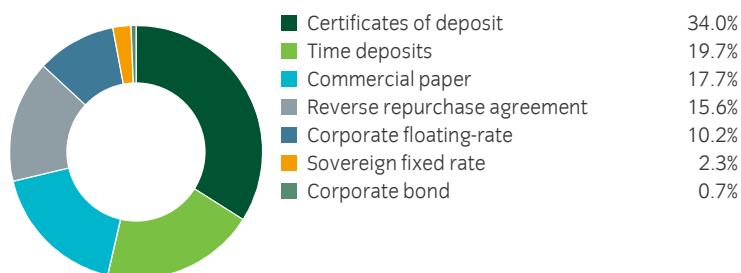 Certificates of deposit 34.0%
Time deposits 19.7%
Commercial paper 17.7%
Reverse repurchase agreement 15.6%
Corporate floating-rate 10.2%
Sovereign fixed rate 2.3%
Corporate bond 0.7%